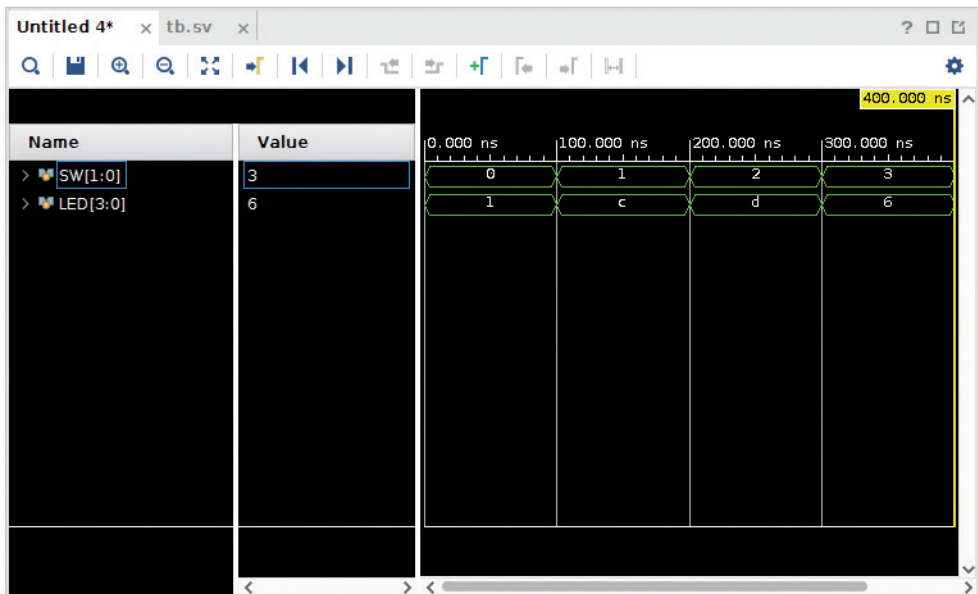 Untitled 4* × tb.sv ×
?
400.000 ns
Name Value 0.000 ns 100.000 ns 200.000 ns 300.000 ns
> SW[1:0] 3 0 1 2 3
> LED[3:0] 6 1 c d 6